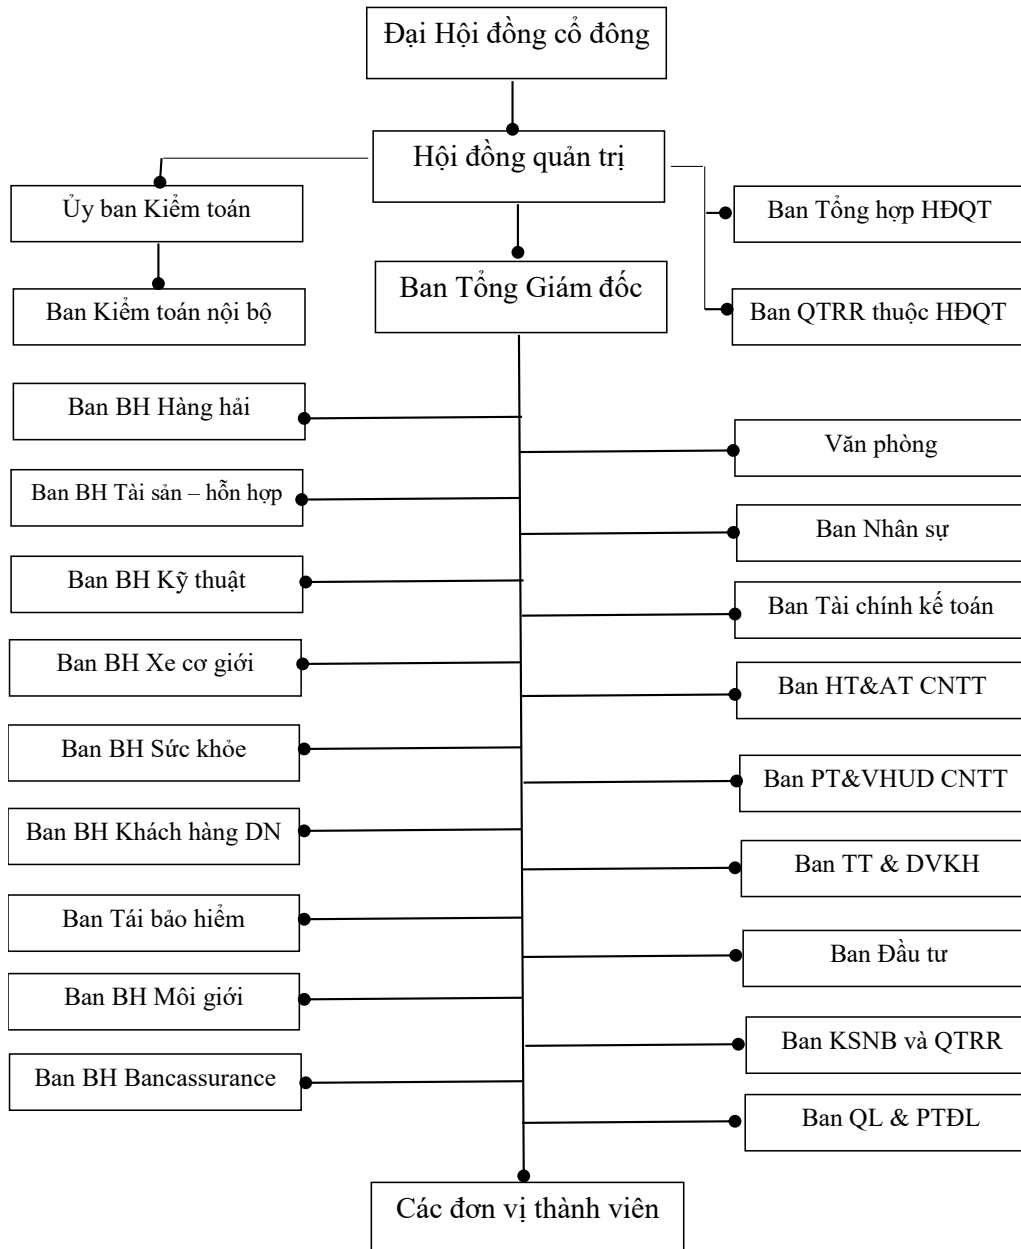 Đại Hội đồng cổ đông
Hội đồng quản trị
Ủy ban Kiểm toán
Ban Tổng hợp HĐQT
Ban Tổng Giám đốc
Ban Kiểm toán nội bộ
Ban QTRR thuộc HĐQT
Ban BH Hàng hải
Văn phòng
Ban BH Tài sản – hỗn hợp
Ban Nhân sự
Ban BH Kỹ thuật
Ban Tài chính kế toán
Ban BH Xe cơ giới
Ban HT&AT CNTT
Ban BH Sức khỏe
Ban PT&VHUD CNTT
Ban BH Khách hàng DN
Ban TT & DVKH
Ban Tái bảo hiểm
Ban Đầu tư
Ban BH Môi giới
Ban KSNB và QTRR
Ban BH Bancassurance
Ban QL & PTĐL
Các đơn vị thành viên